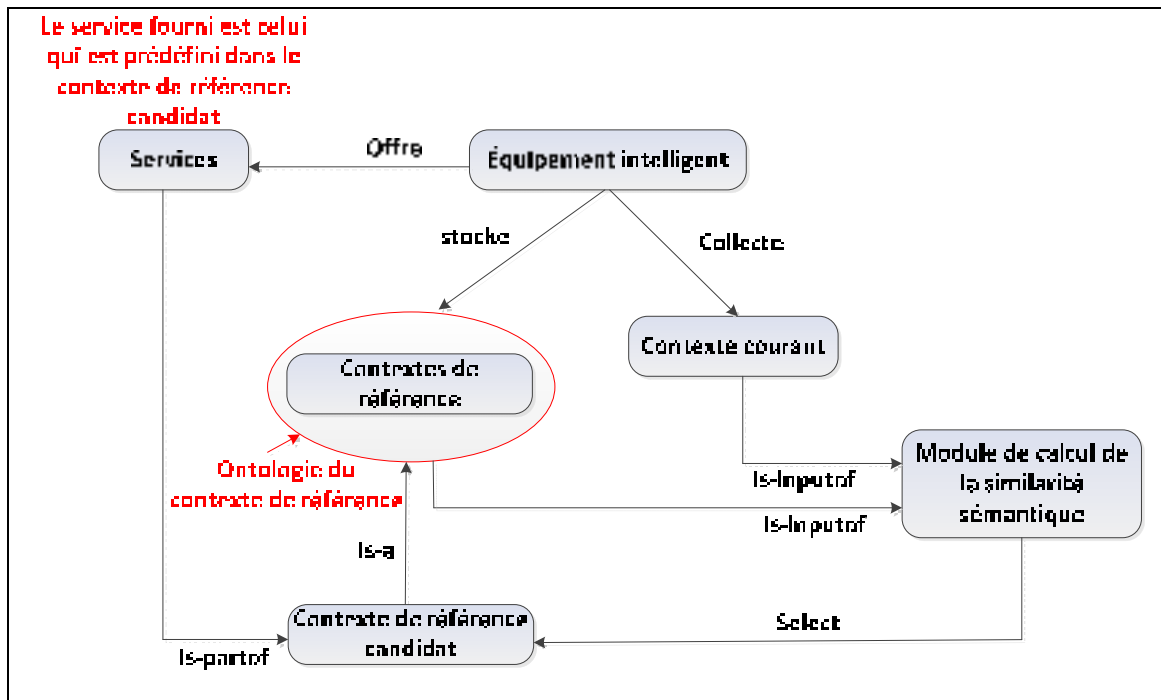 Le service fourni est celui
qui est prédéfini dans le
contexte de référence
candidat
Services
Offre
Équipement intelligent
stocke
Collecte
Contextes de
référence
Contexte courant
Ontologie du
contexte de référence
Is-Inputof
Is-Inputof
Module de calcul de
la similarité
sémantique
Is-a
Contexte de référence
candidat
Select
Is-partof